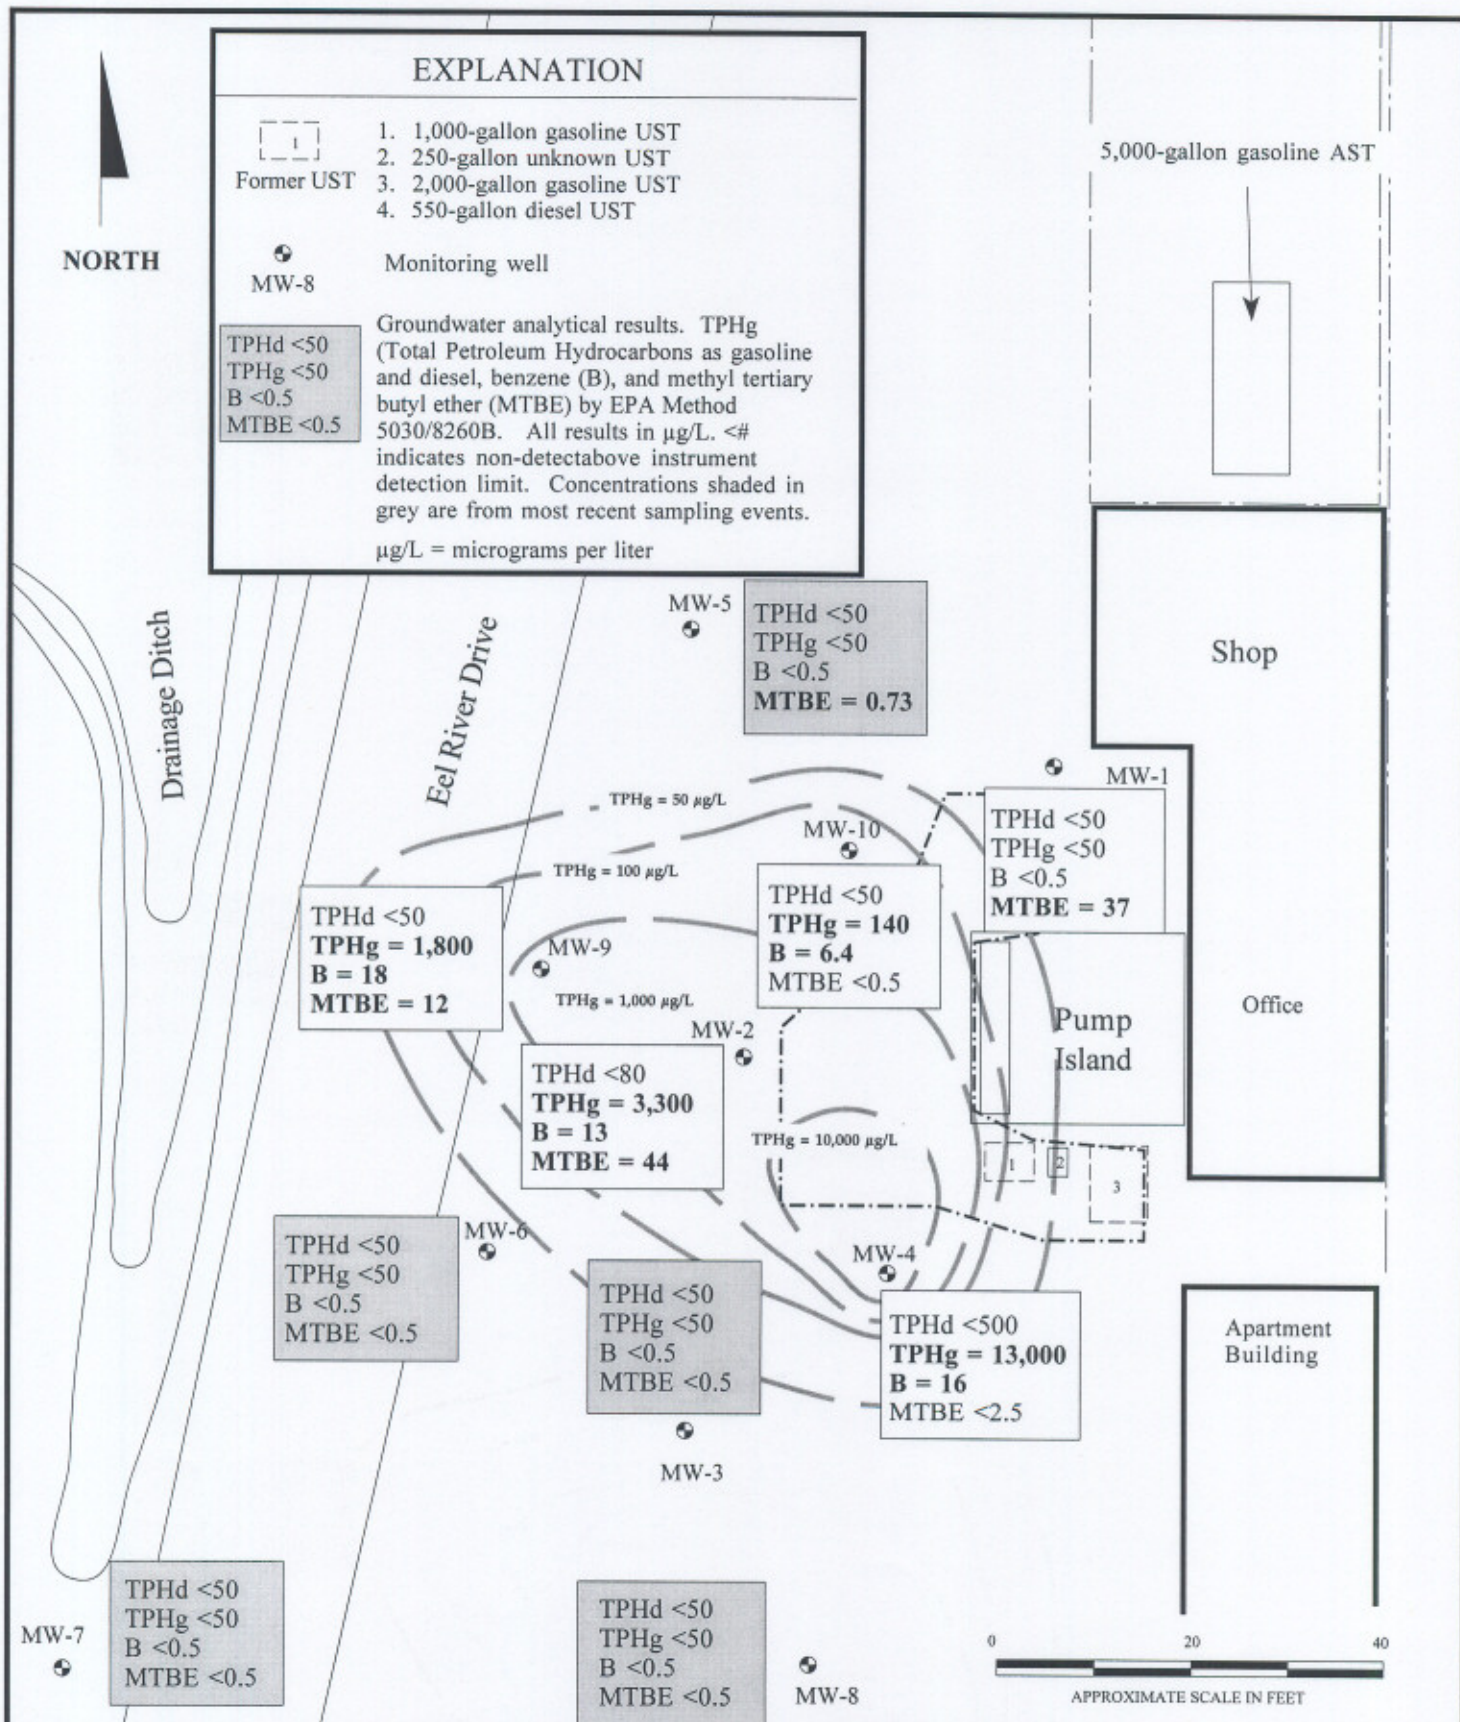 EXPLANATION
1
Former UST
1. 1,000-gallon gasoline UST
2. 250-gallon unknown UST
3. 2,000-gallon gasoline UST
4. 550-gallon diesel UST
NORTH
MW-8
Monitoring well
TPHd <50
TPHg <50
B <0.5
MTBE <0.5
Groundwater analytical results. TPHg
(Total Petroleum Hydrocarbons as gasoline
and diesel, benzene (B), and methyl tertiary
butyl ether (MTBE) by EPA Method
5030/8260B. All results in µg/L. <#
indicates non-detectabove instrument
detection limit. Concentrations shaded in
grey are from most recent sampling events.
µg/L = micrograms per liter
5,000-gallon gasoline AST
Drainage Ditch
Eel River Drive
MW-5
TPHd <50
TPHg <50
B <0.5
MTBE = 0.73
Shop
MW-1
TPHd <50
TPHg <50
B <0.5
MTBE = 37
TPHg = 50 µg/L
MW-10
TPHd <50
TPHg = 140
B = 6.4
MTBE <0.5
TPHg = 100 µg/L
TPHd <50
TPHg = 1,800
B = 18
MTBE = 12
MW-9
TPHg = 1,000 µg/L
MW-2
TPHd <80
TPHg = 3,300
B = 13
MTBE = 44
Pump
Island
Office
TPHg = 10,000 µg/L
1
2
3
MW-6
TPHd <50
TPHg <50
B <0.5
MTBE <0.5
MW-4
TPHd <500
TPHg = 13,000
B = 16
MTBE <2.5
TPHd <50
TPHg <50
B <0.5
MTBE <0.5
MW-3
Apartment
Building
MW-7
TPHd <50
TPHg <50
B <0.5
MTBE <0.5
TPHd <50
TPHg <50
B <0.5
MTBE <0.5
MW-8
0
20
40
APPROXIMATE SCALE IN FEET